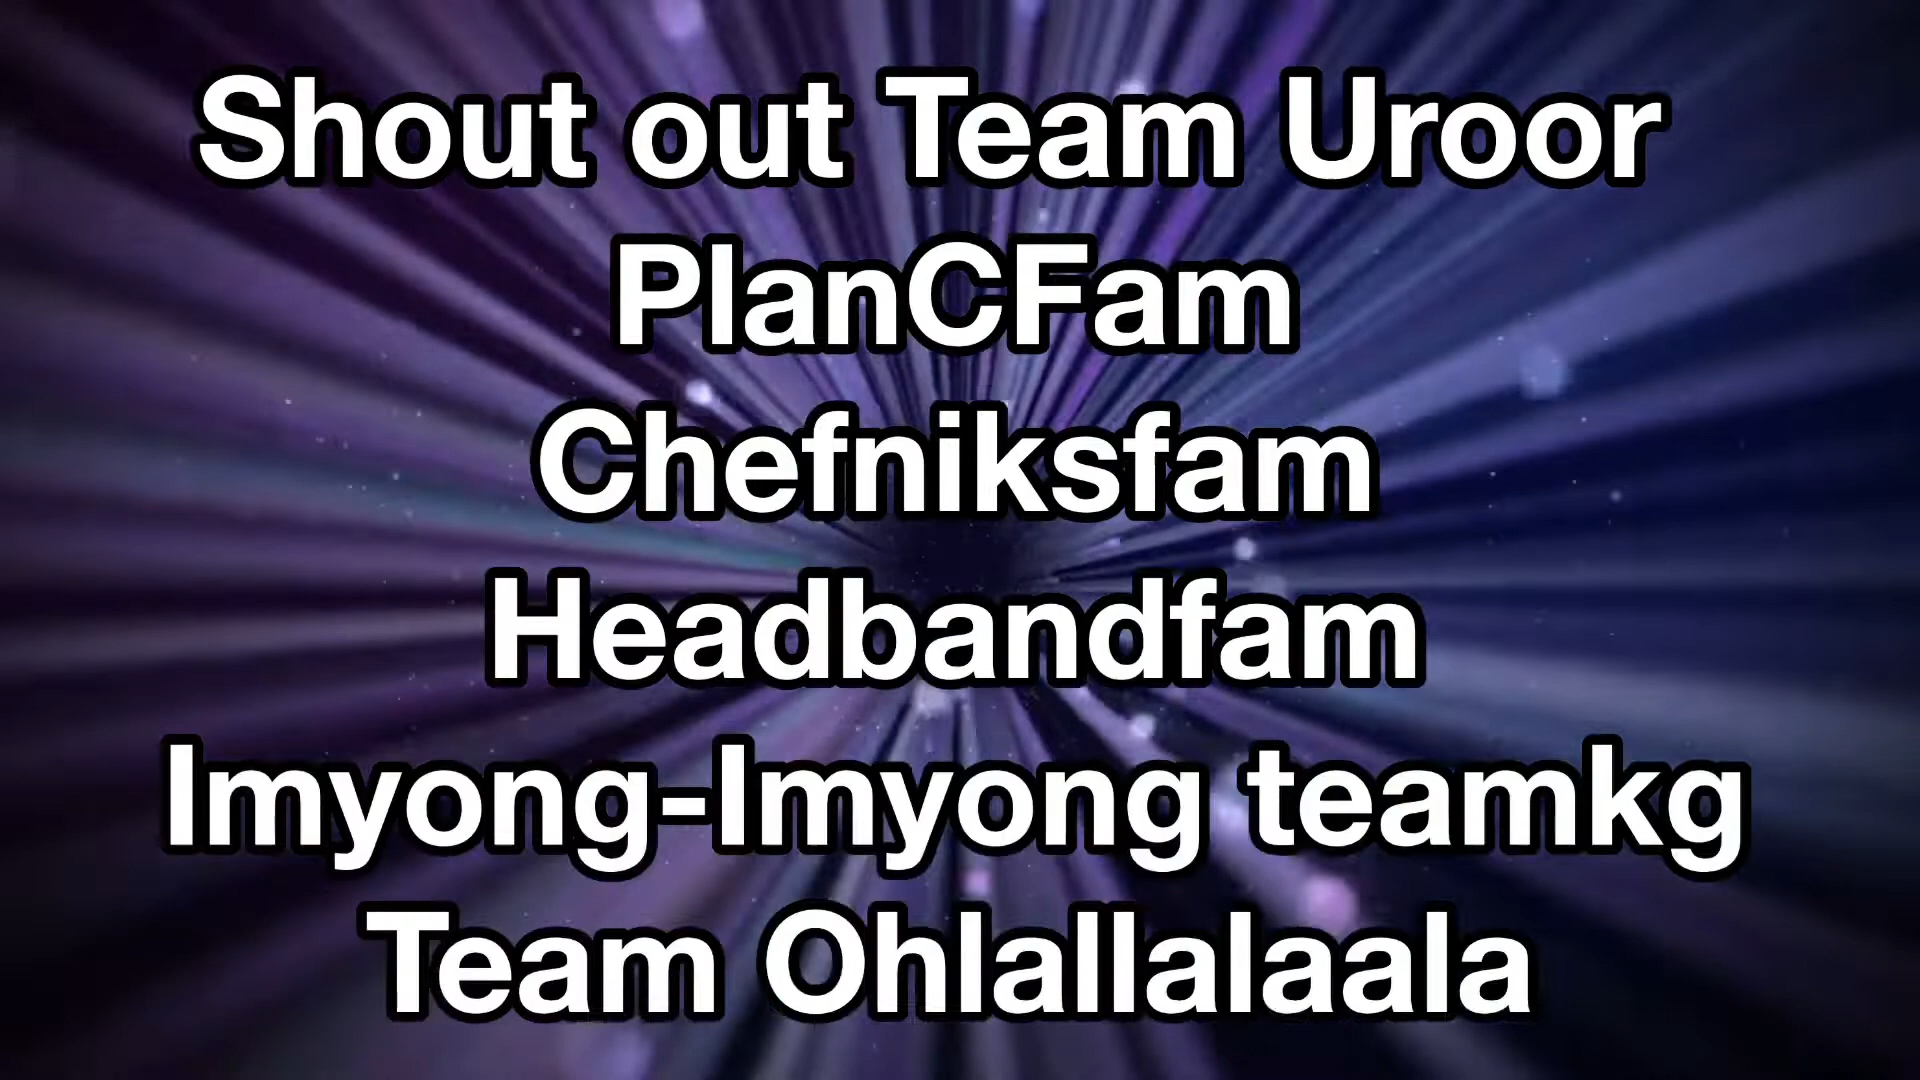 Shout out Team Uroor
PlanCFam
Chefniksfam
Headbandfam
Imyong-Imyong teamkg
Team Ohlallalaala